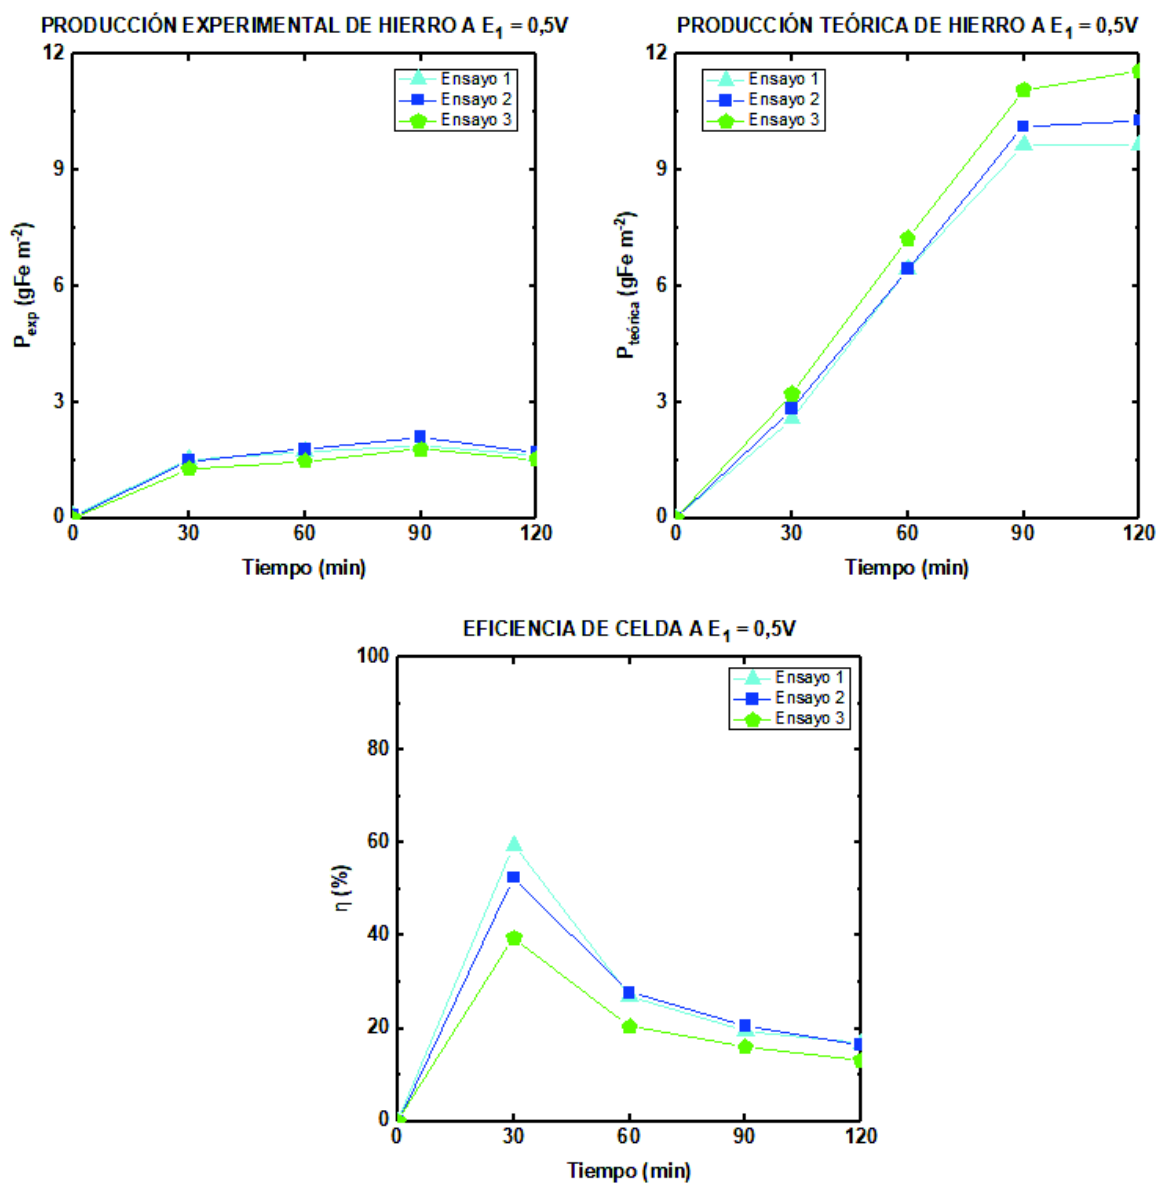 PRODUCCIÓN EXPERIMENTAL DE HIERRO A E1 = 0,5V
12
9
6
3
0
Pexp (gFe m-2)
Ensayo 1
Ensayo 2
Ensayo 3
0 30 60 90 120
Tiempo (min)
PRODUCCIÓN TEÓRICA DE HIERRO A E1 = 0,5V
12
9
6
3
0
Pteórica (gFe m-2)
Ensayo 1
Ensayo 2
Ensayo 3
0 30 60 90 120
Tiempo (min)
EFICIENCIA DE CELDA A E1 = 0,5V
100
80
60
40
20
0
η (%)
Ensayo 1
Ensayo 2
Ensayo 3
0 30 60 90 120
Tiempo (min)